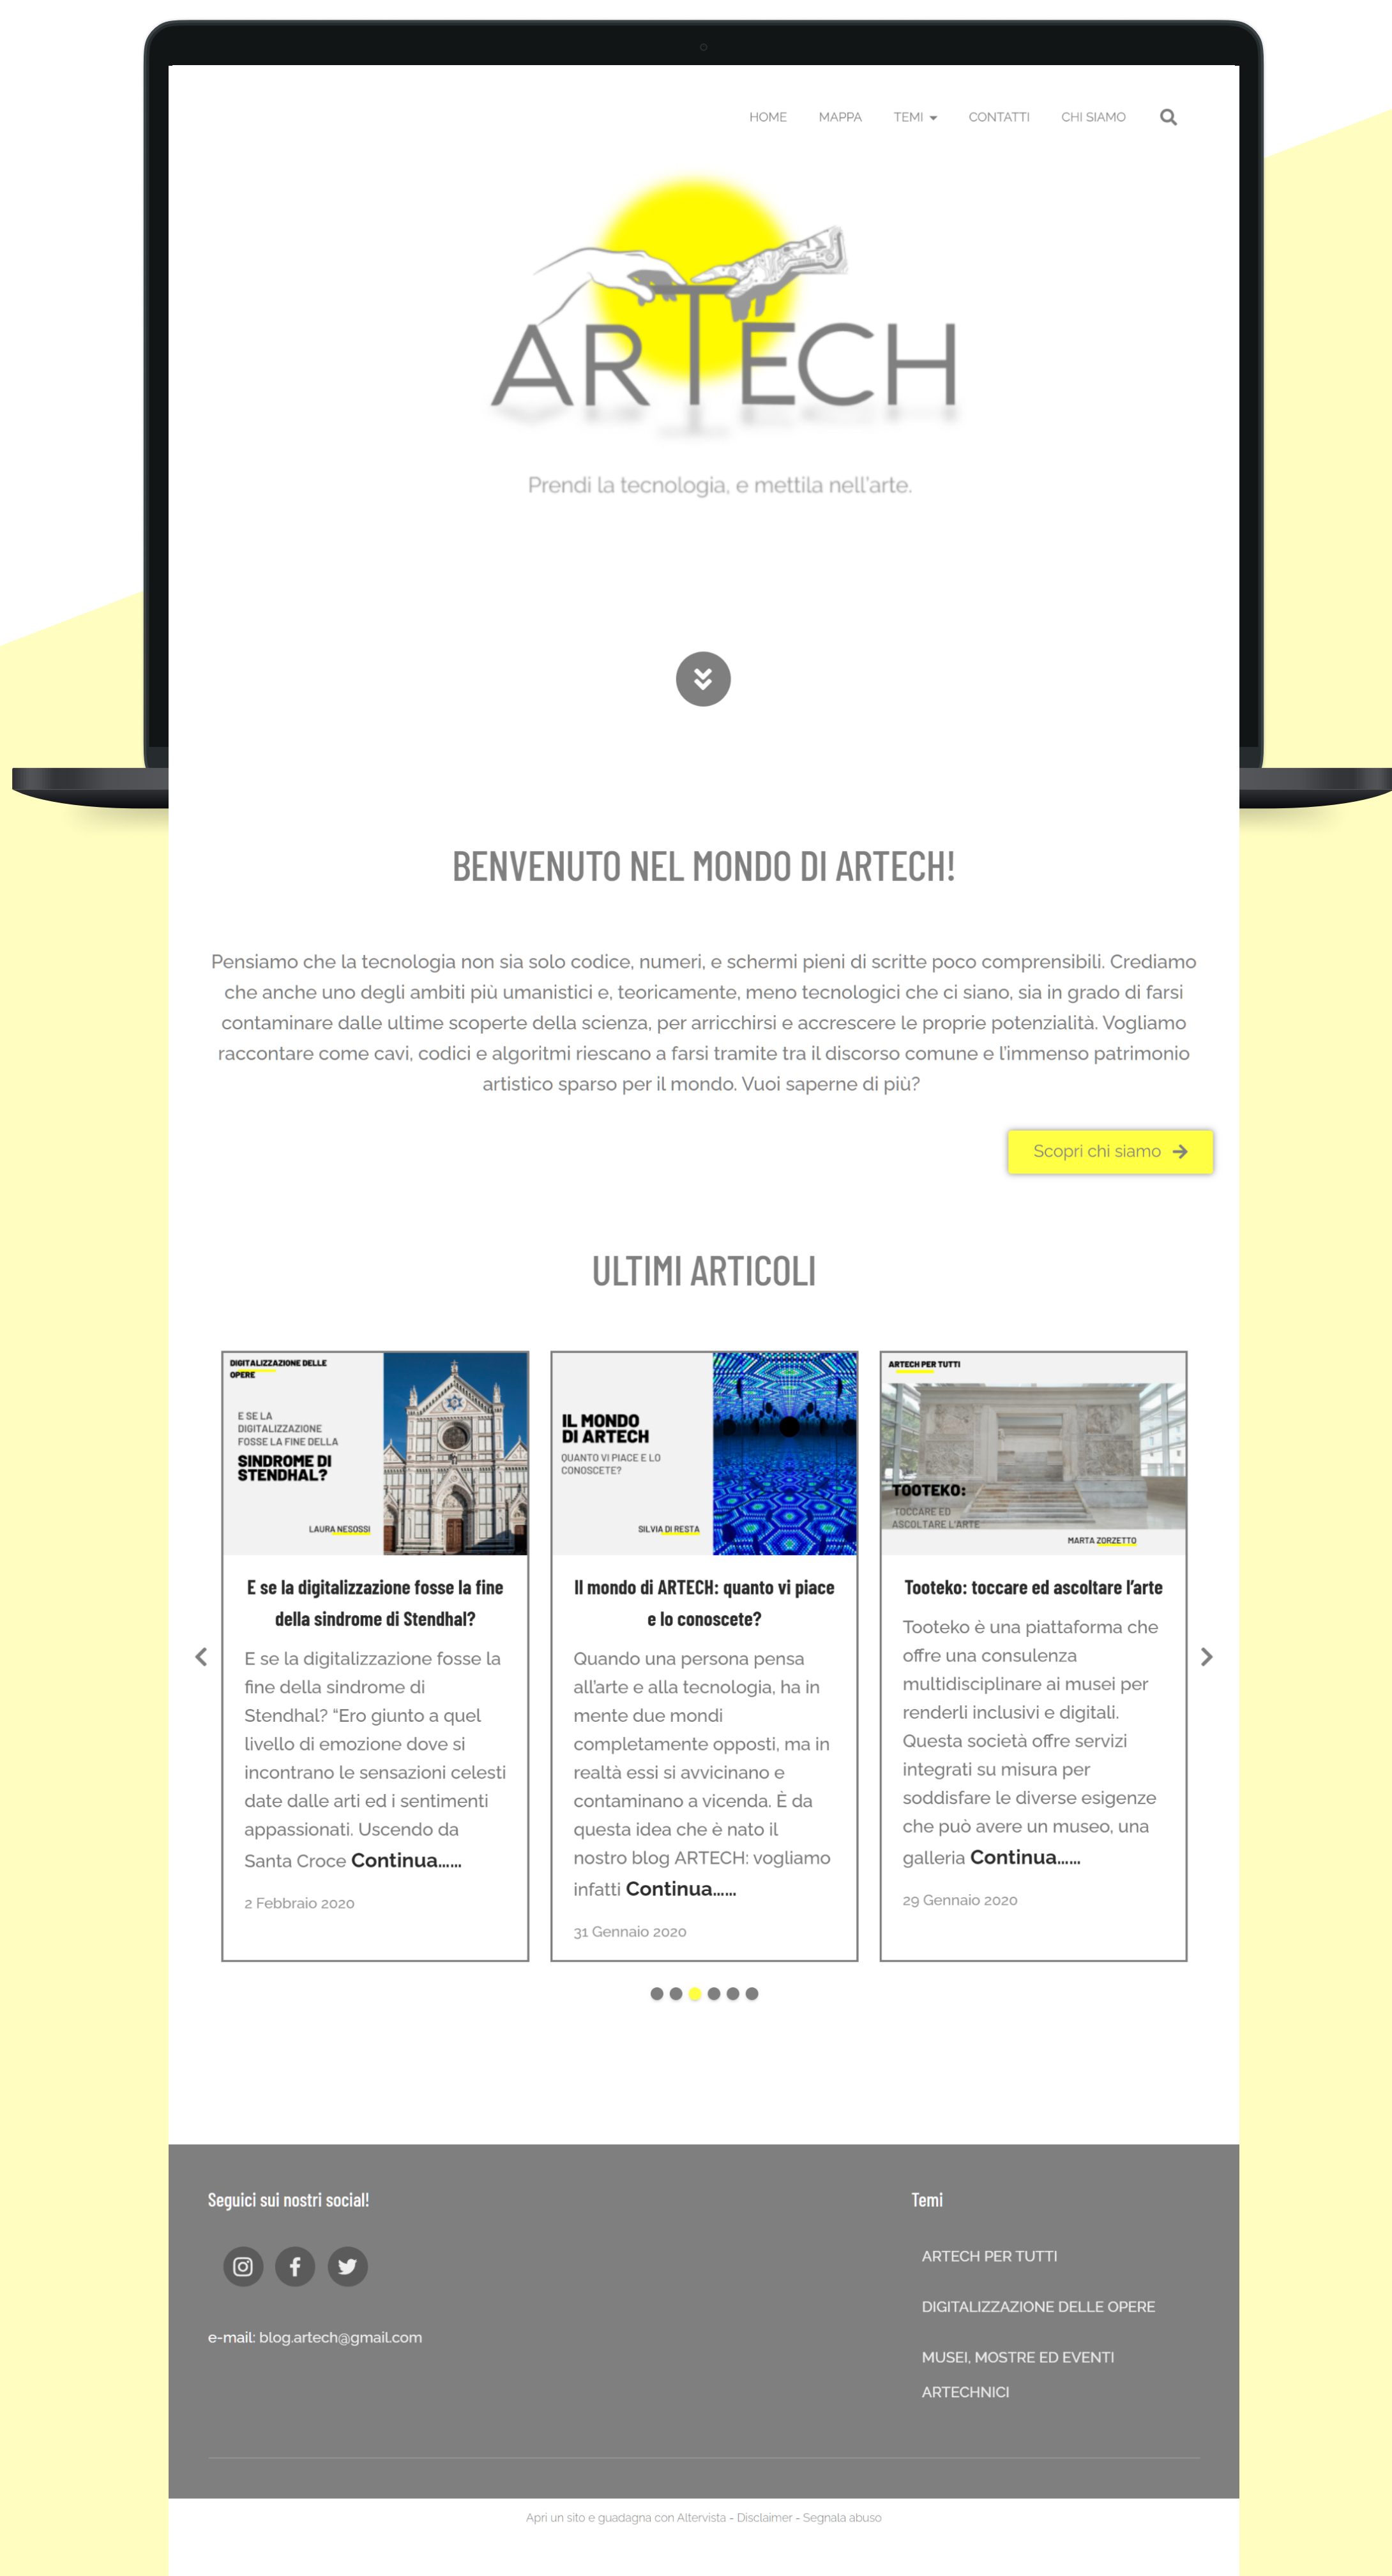 HOME MAPPA TEMI CONTATTI CHI SIAMO
ARTECH
Prendi la tecnologia, e mettila nell'arte.
BENVENUTO NEL MONDO DI ARTECH!
Pensiamo che la tecnologia non sia solo codice, numeri, e schermi pieni di scritte poco comprensibili. Crediamo
che anche uno degli ambiti più umanistici e, teoricamente, meno tecnologici che ci siano, sia in grado di farsi
contaminare dalle ultime scoperte della scienza, per arricchirsi e accrescere le proprie potenzialità. Vogliamo
raccontare come cavi, codici e algoritmi riescano a farsi tramite tra il discorso comune e l'immenso patrimonio
artistico sparso per il mondo. Vuoi saperne di più?
Scopri chi siamo
ULTIMI ARTICOLI
DIGITALIZZAZIONE DELLE
OPERE
E SE LA
DIGITALIZZAZIONE
FOSSE LA FINE DELLA
SINDROME DI
STENDHAL?
LAURA NESOSSI
E se la digitalizzazione fosse la fine
della sindrome di Stendhal?
E se la digitalizzazione fosse la
fine della sindrome di
Stendhal? “Ero giunto a quel
livello di emozione dove si
incontrano le sensazioni celesti
date dalle arti ed i sentimenti
appassionati. Uscendo da
Santa Croce Continua......
2 Febbraio 2020
IL MONDO
DI ARTECH
QUANTO VI PIACE E LO
CONOSCETE?
SILVIA DI RESTA
Il mondo di ARTECH: quanto vi piace
e lo conoscete?
Quando una persona pensa
all'arte e alla tecnologia, ha in
mente due mondi
completamente opposti, ma in
realtà essi si avvicinano e
contaminano a vicenda. È da
questa idea che è nato il
nostro blog ARTECH: vogliamo
infatti Continua......
31 Gennaio 2020
ARTECH PER TUTTI
TOOTEKO:
TOCCARE ED
ASCOLTARE L'ARTE
MARTA ZORZETTO
Tooteko: toccare ed ascoltare l'arte
Tooteko è una piattaforma che
offre una consulenza
multidisciplinare ai musei per
renderli inclusivi e digitali.
Questa società offre servizi
integrati su misura per
soddisfare le diverse esigenze
che può avere un museo, una
galleria Continua......
29 Gennaio 2020
Seguici sui nostri social!
e-mail: blog.artech@gmail.com
Temi
ARTECH PER TUTTI
DIGITALIZZAZIONE DELLE OPERE
MUSEI, MOSTRE ED EVENTI
ARTECHNICI
Apri un sito e guadagna con Altervista - Disclaimer - Segnala abuso